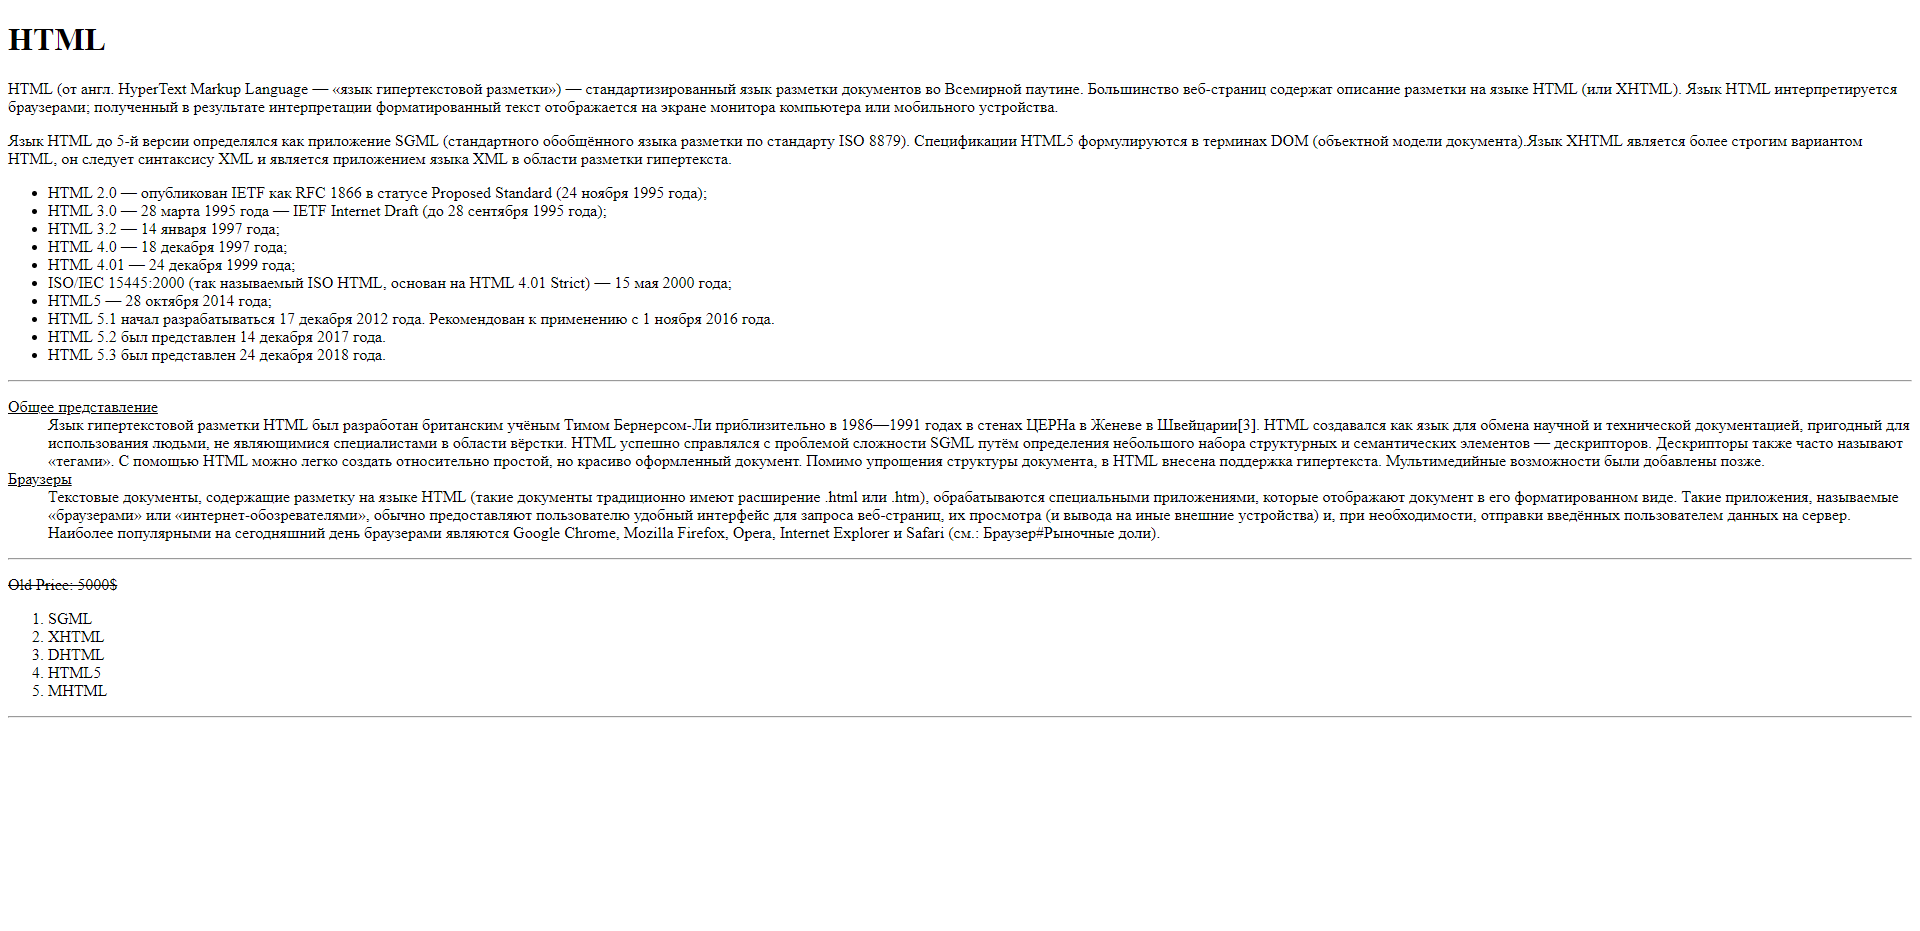 HTML
HTML (от англ. HyperText Markup Language — «язык гипертекстовой разметки») — стандартизированный язык разметки документов во Всемирной паутине. Большинство веб-страниц содержат описание разметки на языке HTML (или XHTML). Язык HTML интерпретируется
браузерами; полученный в результате интерпретации форматированный текст отображается на экране монитора компьютера или мобильного устройства.
Язык HTML до 5-й версии определялся как приложение SGML (стандартного обобщённого языка разметки по стандарту ISO 8879). Спецификации HTML5 формулируются в терминах DOM (объектной модели документа).Язык XHTML является более строгим вариантом
HTML, он следует синтаксису XML и является приложением языка XML в области разметки гипертекста.
• HTML 2.0 — опубликован IETF как RFC 1866 в статусе Proposed Standard (24 ноября 1995 года);
• HTML 3.0 — 28 марта 1995 года — IETF Internet Draft (до 28 сентября 1995 года);
• HTML 3.2 — 14 января 1997 года;
• HTML 4.0 — 18 декабря 1997 года;
• HTML 4.01 — 24 декабря 1999 года;
• ISO/IEC 15445:2000 (так называемый ISO HTML, основан на HTML 4.01 Strict) — 15 мая 2000 года;
• HTML5 — 28 октября 2014 года;
• HTML 5.1 начал разрабатываться 17 декабря 2012 года. Рекомендован к применению с 1 ноября 2016 года.
• HTML 5.2 был представлен 14 декабря 2017 года.
• HTML 5.3 был представлен 24 декабря 2018 года.
Общее представление
Язык гипертекстовой разметки HTML был разработан британским учёным Тимом Бернерсом-Ли приблизительно в 1986—1991 годах в стенах ЦЕРНа в Женеве в Швейцарии[3]. HTML создавался как язык для обмена научной и технической документацией, пригодный для
использования людьми, не являющимися специалистами в области вёрстки. HTML успешно справлялся с проблемой сложности SGML путём определения небольшого набора структурных и семантических элементов — дескрипторов. Дескрипторы также часто называют
«тегами». С помощью HTML можно легко создать относительно простой, но красиво оформленный документ. Помимо упрощения структуры документа, в HTML внесена поддержка гипертекста. Мультимедийные возможности были добавлены позже.
Браузеры
Текстовые документы, содержащие разметку на языке HTML (такие документы традиционно имеют расширение .html или .htm), обрабатываются специальными приложениями, которые отображают документ в его форматированном виде. Такие приложения, называемые
«браузерами» или «интернет-обозревателями», обычно предоставляют пользователю удобный интерфейс для запроса веб-страниц, их просмотра (и вывода на иные внешние устройства) и, при необходимости, отправки введённых пользователем данных на сервер.
Наиболее популярными на сегодняшний день браузерами являются Google Chrome, Mozilla Firefox, Opera, Internet Explorer и Safari (см.: Браузер#Рыночные доли).
Old Price: 5000$
1. SGML
2. XHTML
3. DHTML
4. HTML5
5. MHTML